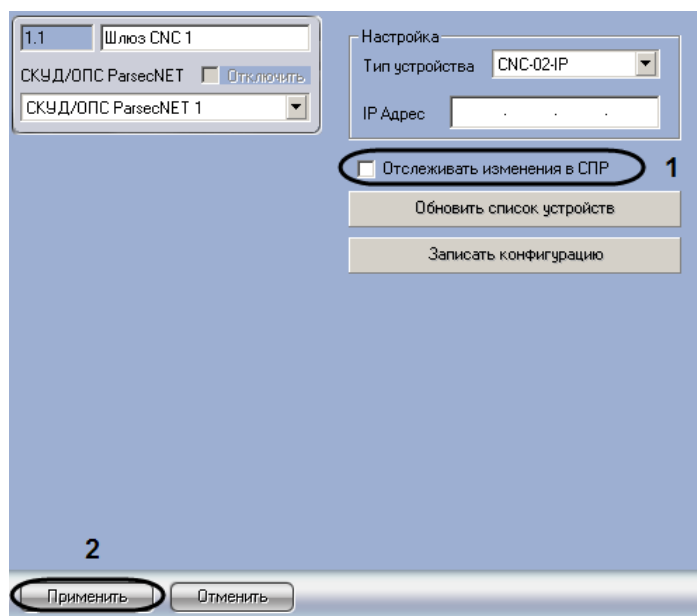 1.1 Шлюз CNC 1
СКУД/ОПС ParsecNET Отключить
СКУД/ОПС ParsecNET 1
Настройка
Тип устройства CNC-02-IP
IP Адрес . . .
Отслеживать изменения в СПР 1
Обновить список устройств
Записать конфигурацию
2
Применить Отменить